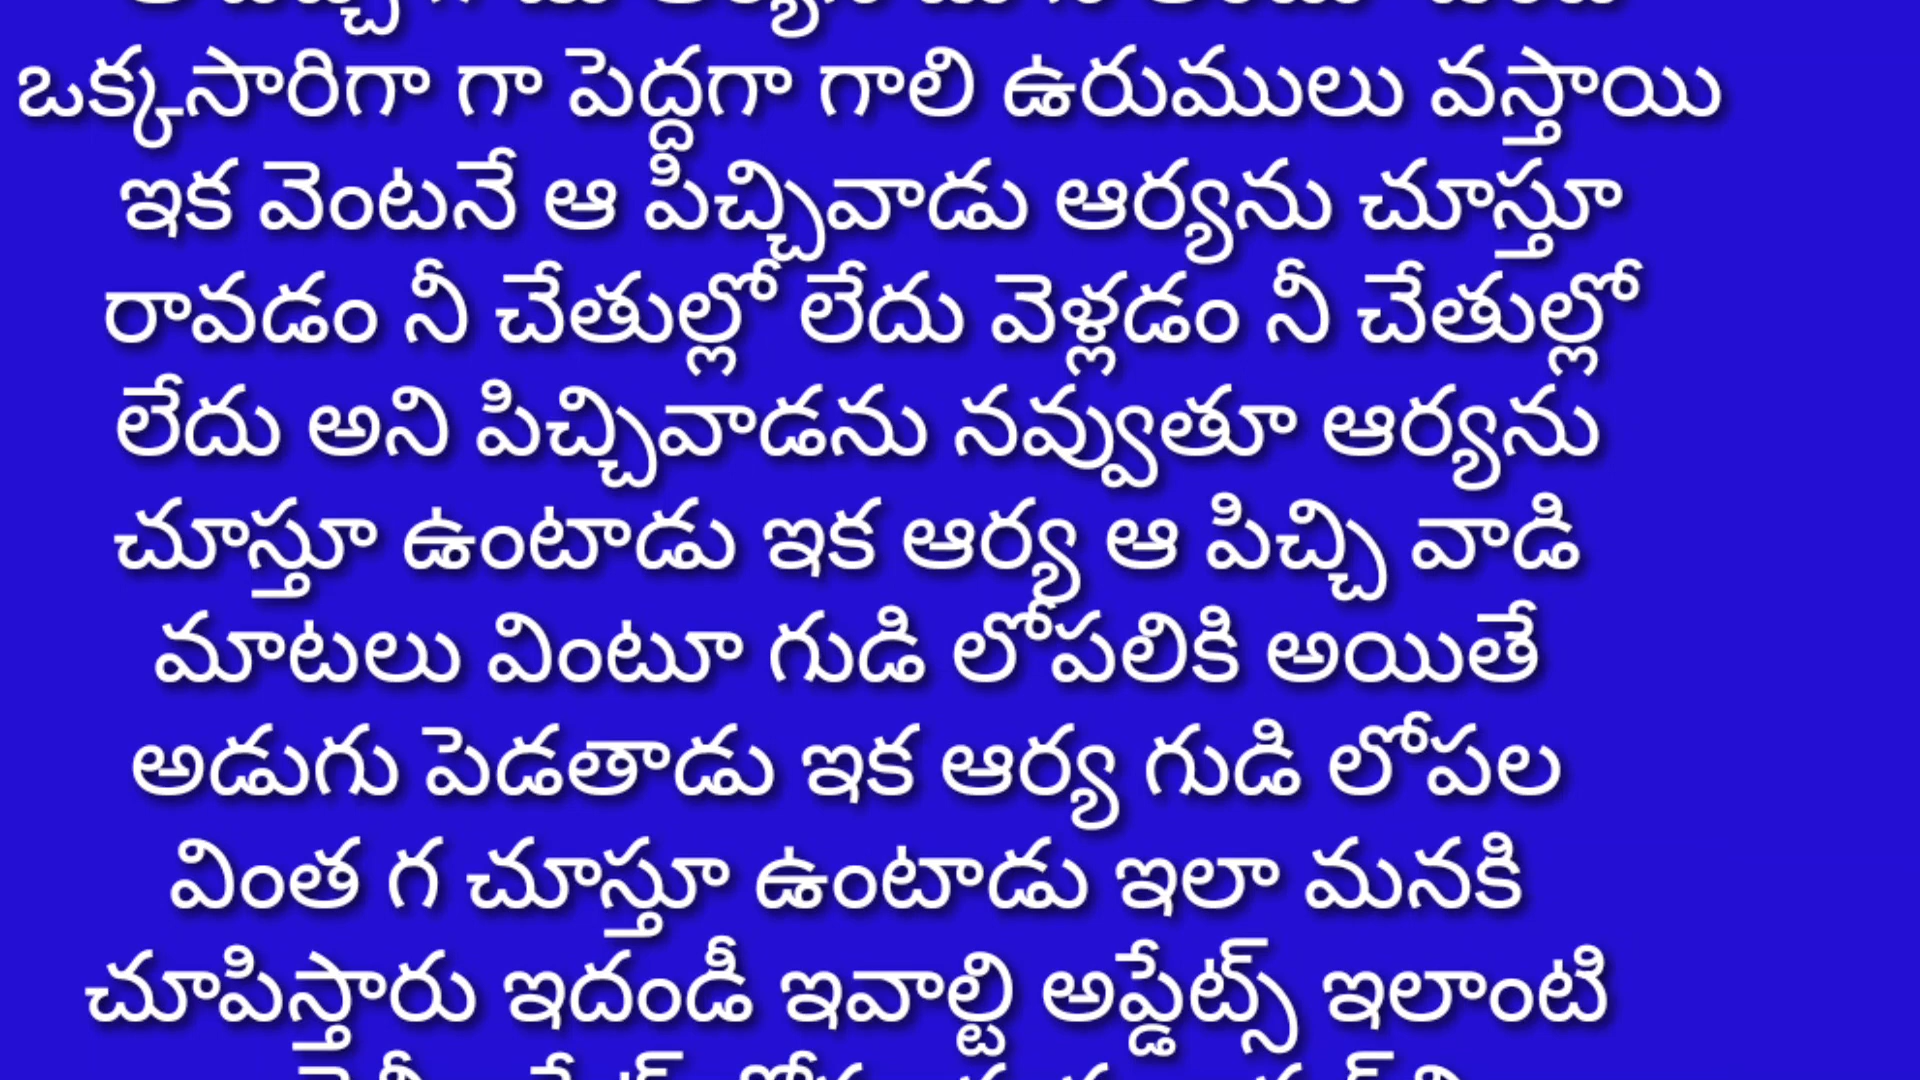 ఒక్కసారిగా గా పెద్దగా గాలి ఉరుములు వస్తాయి
ఇక వెంటనే ఆ పిచ్చివాడు ఆర్యను చూస్తూ
రావడం నీ చేతుల్లో లేదు వెళ్లడం నీ చేతుల్లో
లేదు అని పిచ్చివాడను నవ్వుతూ ఆర్యను
చూస్తూ ఉంటాడు ఇక ఆర్య ఆ పిచ్చి వాడి
మాటలు వింటూ గుడి లోపలికి అయితే
అడుగు పెడతాడు ఇక ఆర్య గుడి లోపల
వింత గ చూస్తూ ఉంటాడు ఇలా మనకి
చూపిస్తారు ఇదండీ ఇవాల్టి అప్డేట్స్ ఇలాంటి